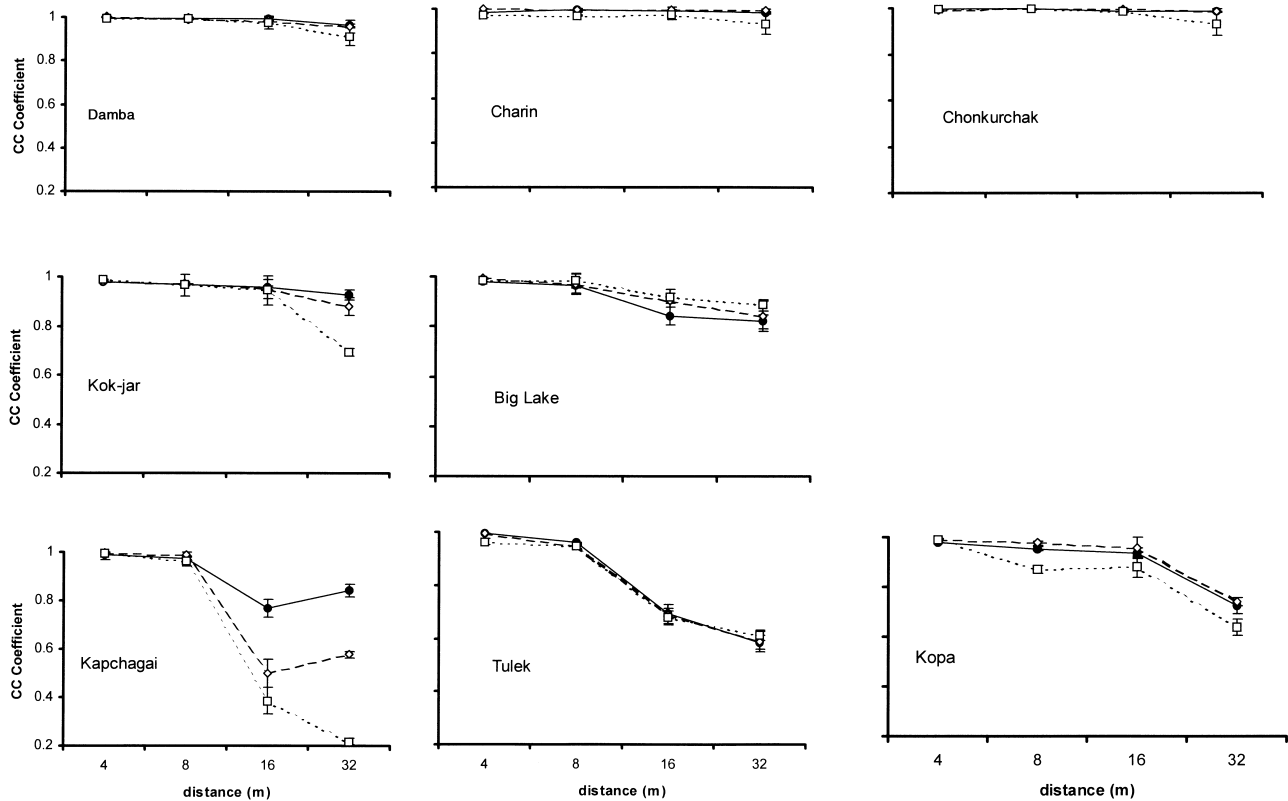 CC Coefficient
1
0.8
0.6
0.4
0.2
Damba
Charin
Chonkurchak
CC Coefficient
1
0.8
0.6
0.4
0.2
Kok-jar
Big Lake
CC Coefficient
1
0.8
0.6
0.4
0.2
Kapchagai
Tulek
Kopa
4 8 16 32
4 8 16 32
4 8 16 32
distance (m)
distance (m)
distance (m)